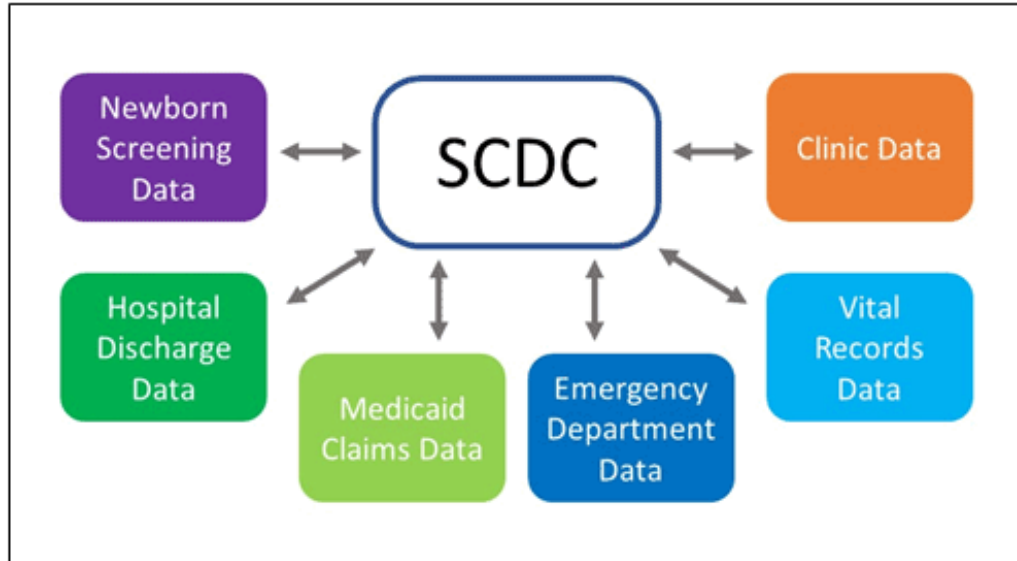 Newborn
Screening
Data
SCDC
Clinic Data
Hospital
Discharge
Data
Medicaid
Claims Data
Emergency
Department
Data
Vital
Records
Data